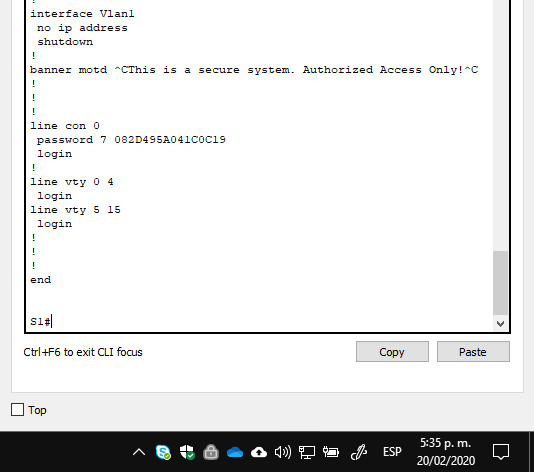 !
interface Vlan1
no ip address
shutdown
!
banner motd ^CThis is a secure system. Authorized Access Only!^C
!
!
!
line con 0
password 7 082D495A041C0C19
login
!
line vty 0 4
login
line vty 5 15
login
!
!
!
end
S1#
Ctrl+F6 to exit CLI focus
Copy
Paste
Top
ESP
5:35 p. m.
20/02/2020